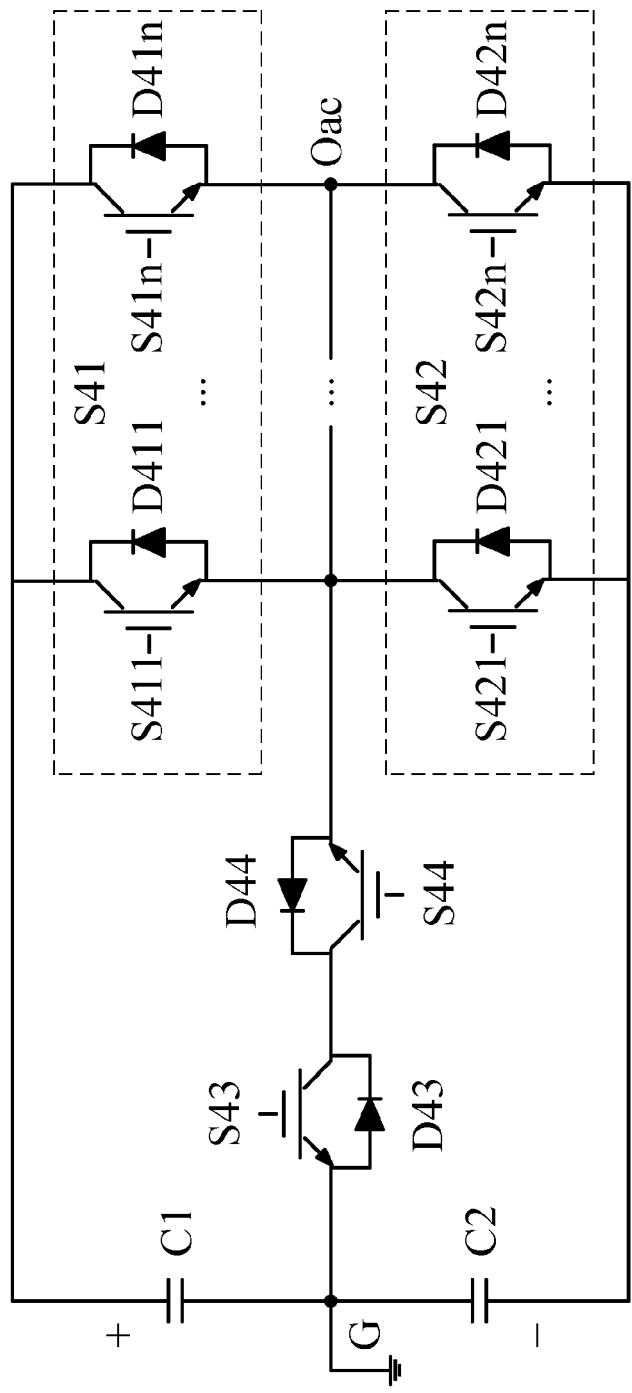 D41n
D42n
Oac
S41n
S42n
S41
S42
...
...
...
D411
D421
S411
S421
D44
S44
S43
D43
C1
C2
+
G
−